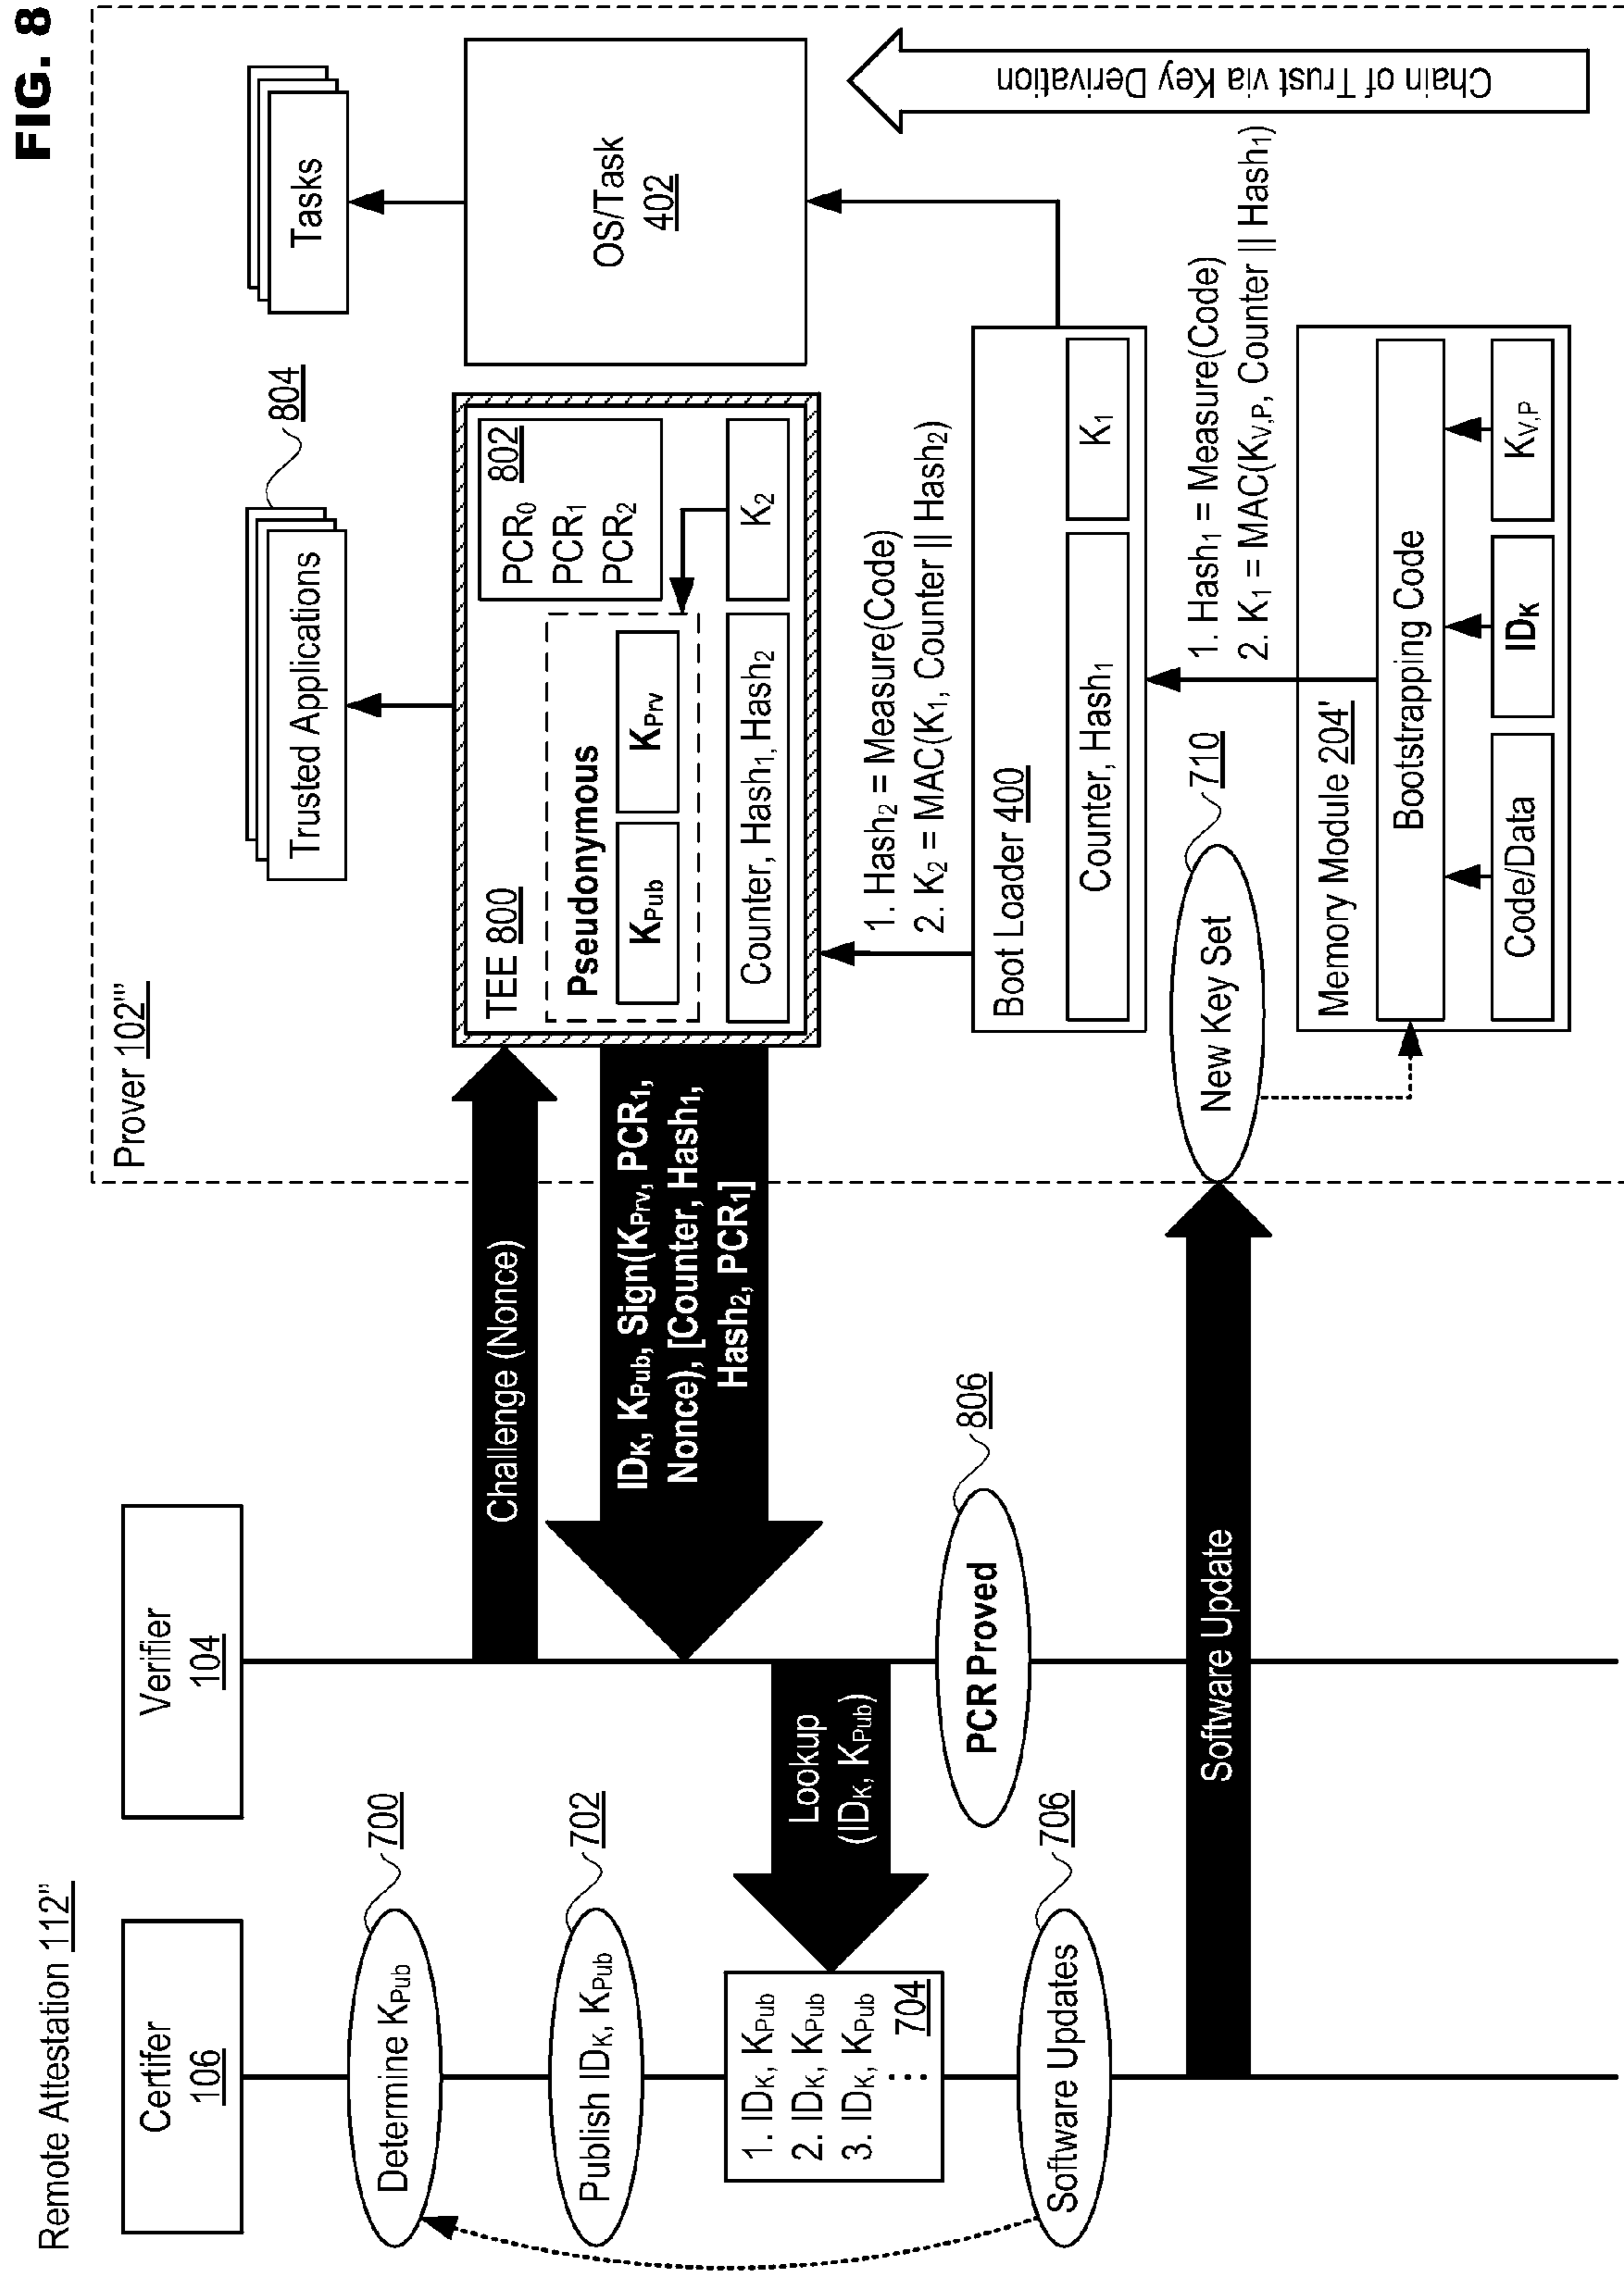 FIG. 8
Remote Attestation 112"
Certifer
106
Determine KPub
700
Publish IDK, KPub
702
1. IDK, KPub
2. IDK, KPub
3. IDK, KPub
⋮
704
Software Updates
706
Verifier
104
Challenge (Nonce)
IDK, KPub, Sign(KPrv, PCR1,
Nonce), [Counter, Hash1,
Hash2, PCR1]
Lookup
(IDK, KPub)
PCR Proved
806
Software Update
Prover 102'''
Trusted Applications
804
Tasks
TEE 800
Pseudonymous
KPub
KPrv
PCR0
PCR1
PCR2
802
Counter, Hash1, Hash2
K2
OS/Task
402
1. Hash2 = Measure(Code)
2. K2 = MAC(K1, Counter || Hash2)
Boot Loader 400
Counter, Hash1
K1
New Key Set
710
1. Hash1 = Measure(Code)
2. K1 = MAC(KV,P, Counter || Hash1)
Memory Module 204'
Bootstrapping Code
Code/Data
IDK
KV,P
Chain of Trust via Key Derivation